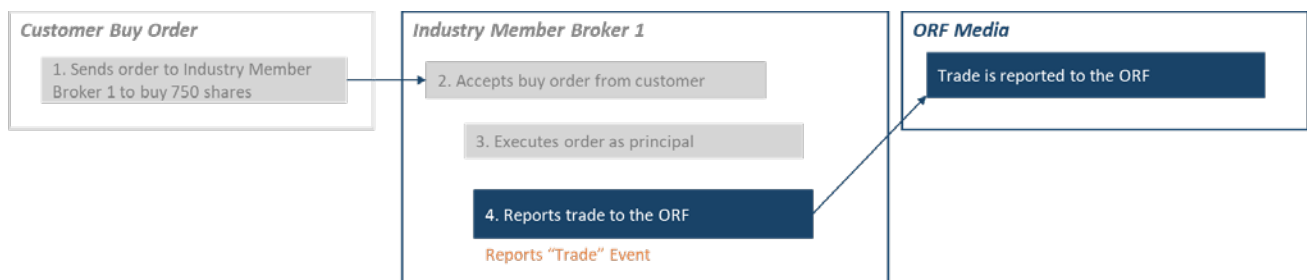 Customer Buy Order
1. Sends order to Industry Member
Broker 1 to buy 750 shares
Industry Member Broker 1
2. Accepts buy order from customer
3. Executes order as principal
4. Reports trade to the ORF
Reports “Trade” Event
ORF Media
Trade is reported to the ORF